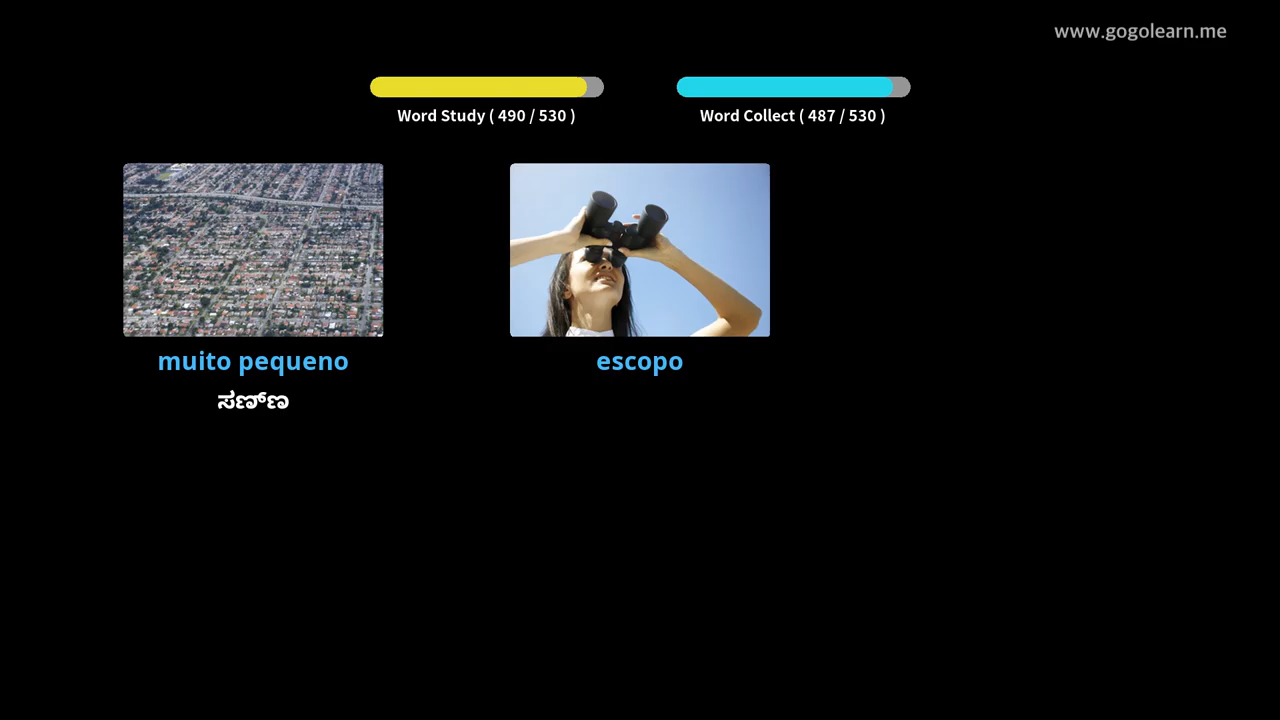 www.gogolearn.me
Word Study ( 490 / 530 )
Word Collect ( 487 / 530 )
muito pequeno
ಸಣ್ಣ
escopo